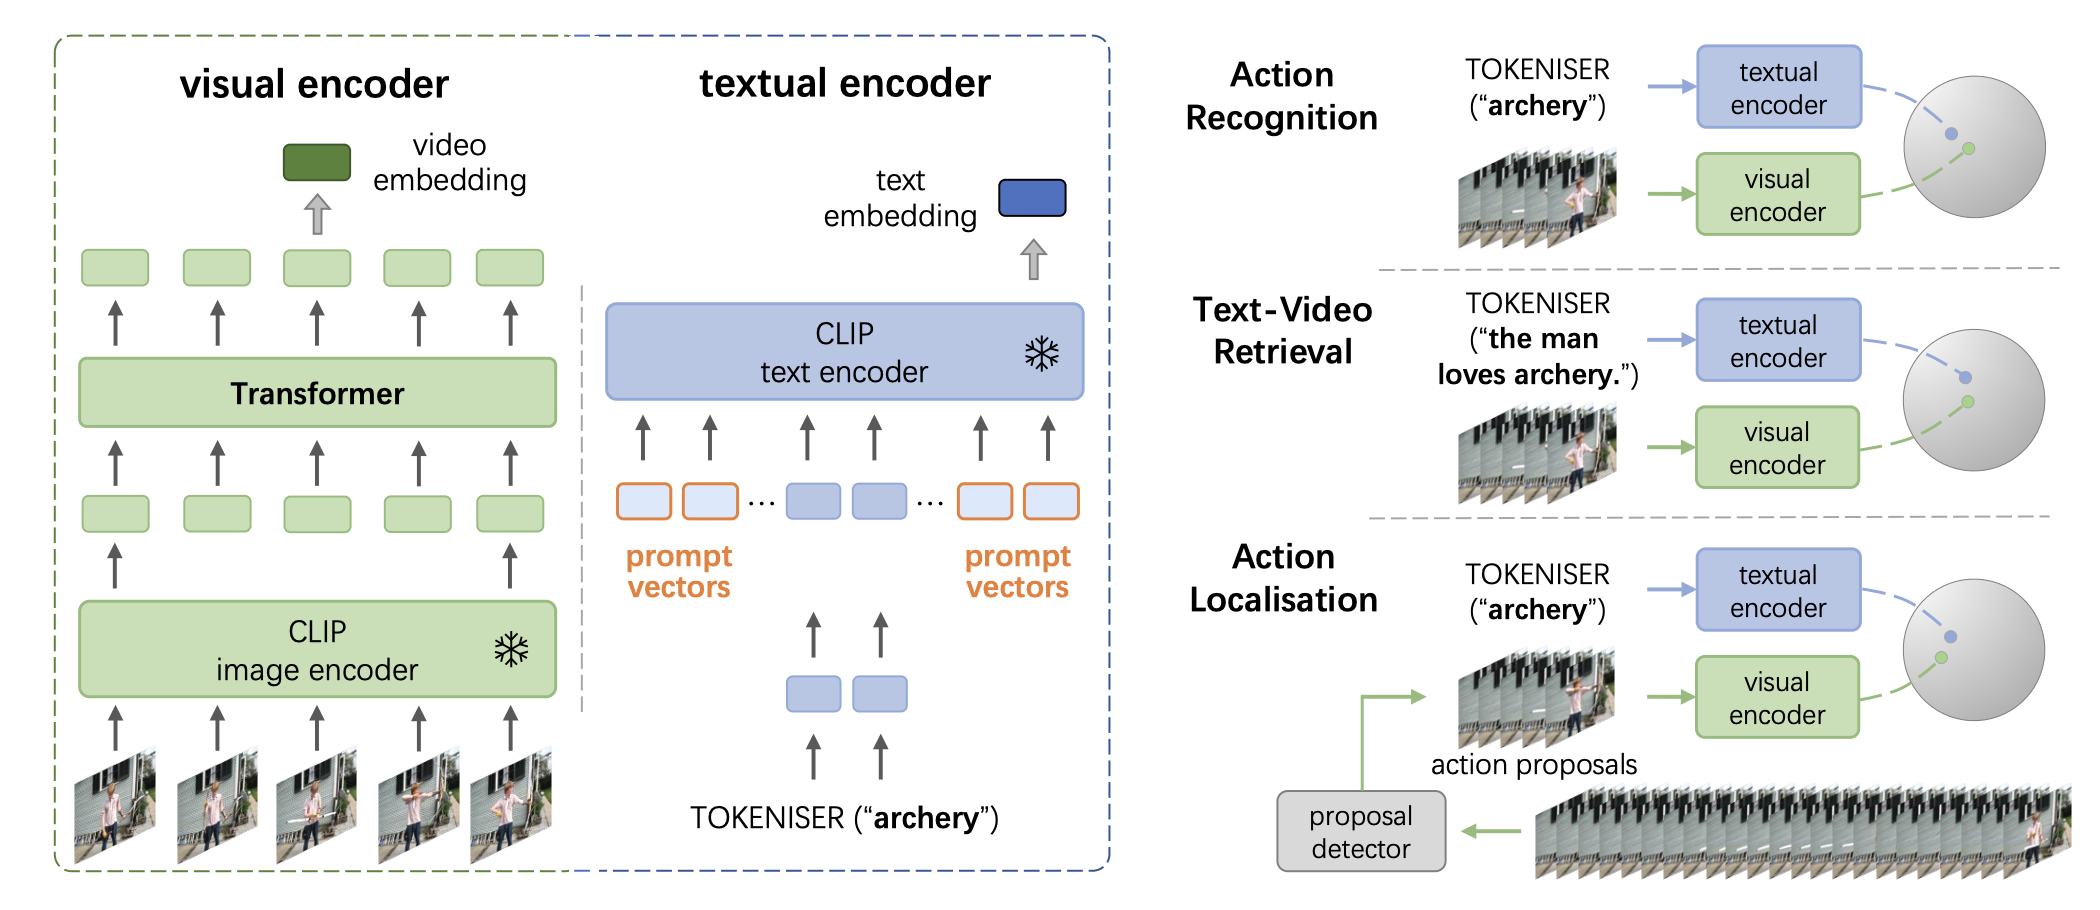 visual encoder
video
embedding
Transformer
CLIP
image encoder
textual encoder
text
embedding
CLIP
text encoder
...
...
prompt
vectors
prompt
vectors
TOKENISER (“archery”)
Action
Recognition
TOKENISER
(“archery”)
textual
encoder
visual
encoder
Text-Video
Retrieval
TOKENISER
(“the man
loves archery.”)
textual
encoder
visual
encoder
Action
Localisation
TOKENISER
(“archery”)
textual
encoder
visual
encoder
action proposals
proposal
detector